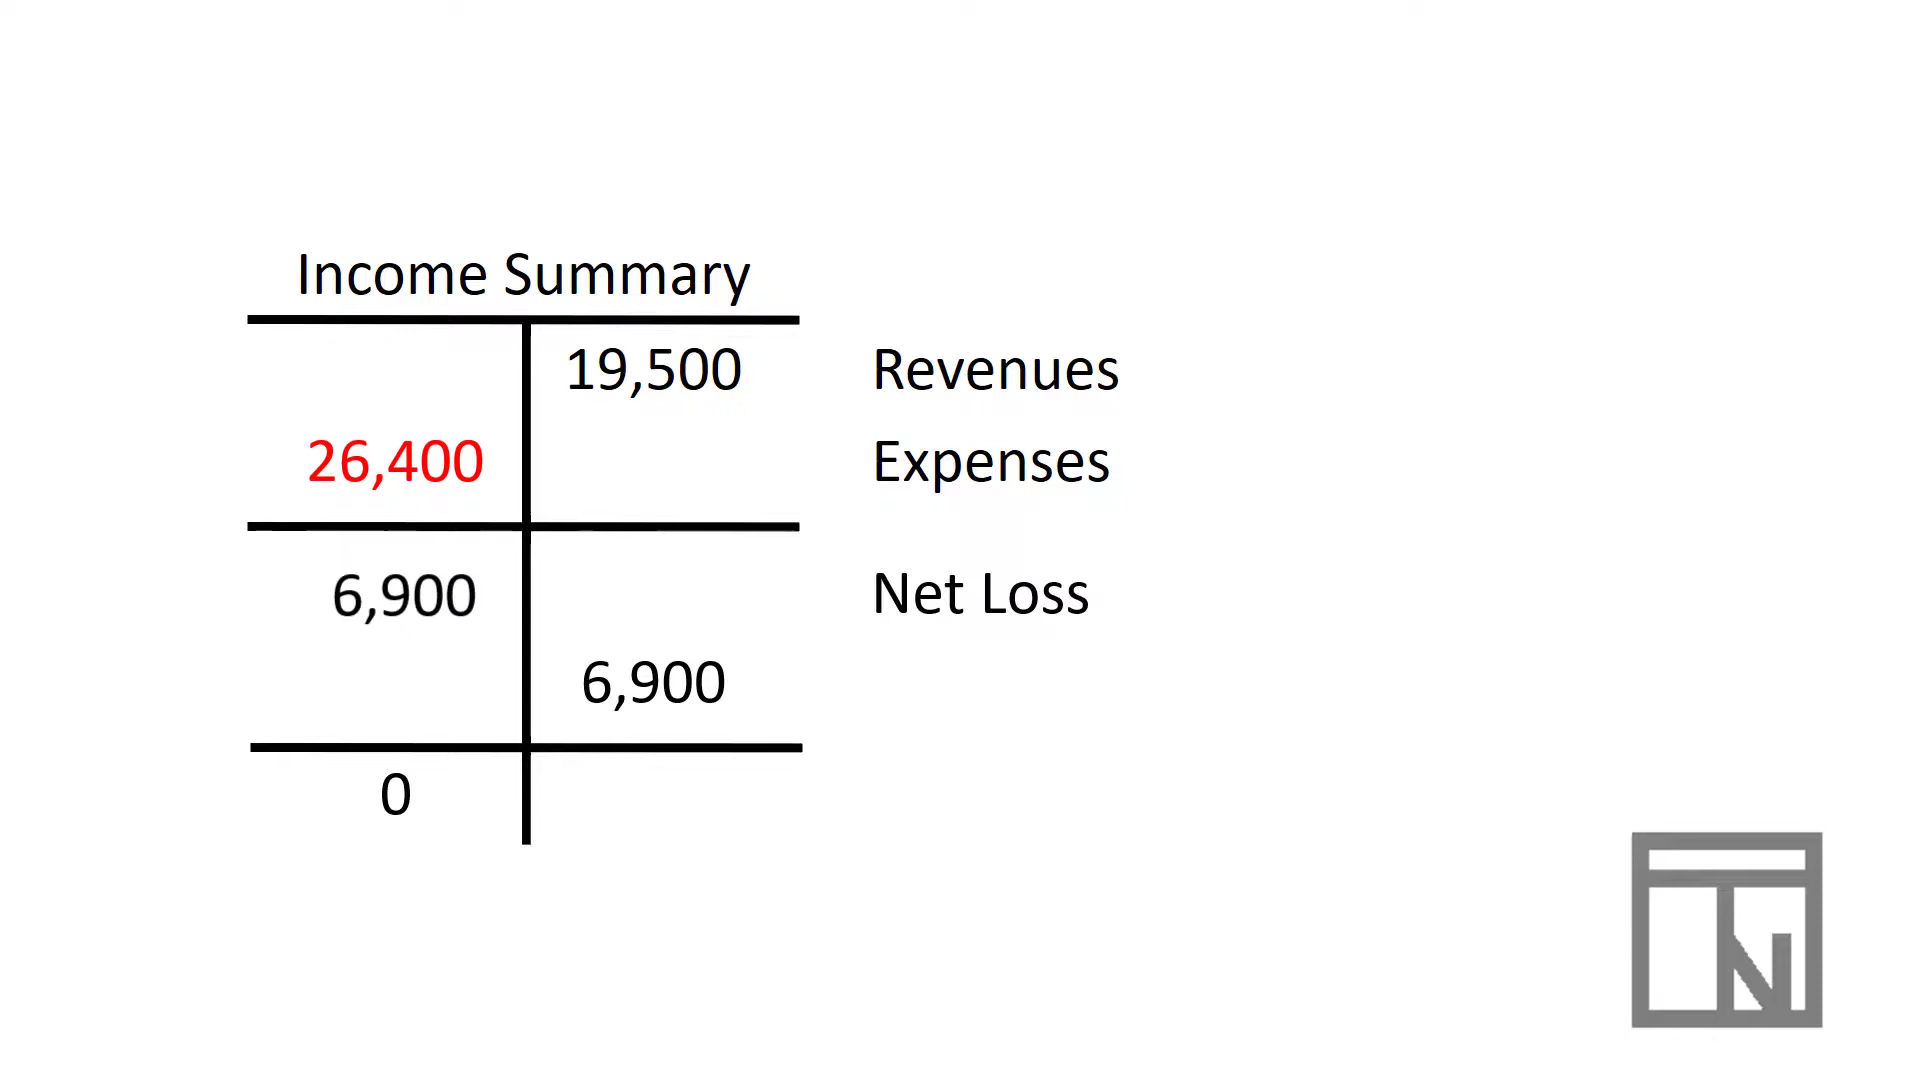 Income Summary
19,500 Revenues
26,400 Expenses
6,900 Net Loss
6,900
0
N